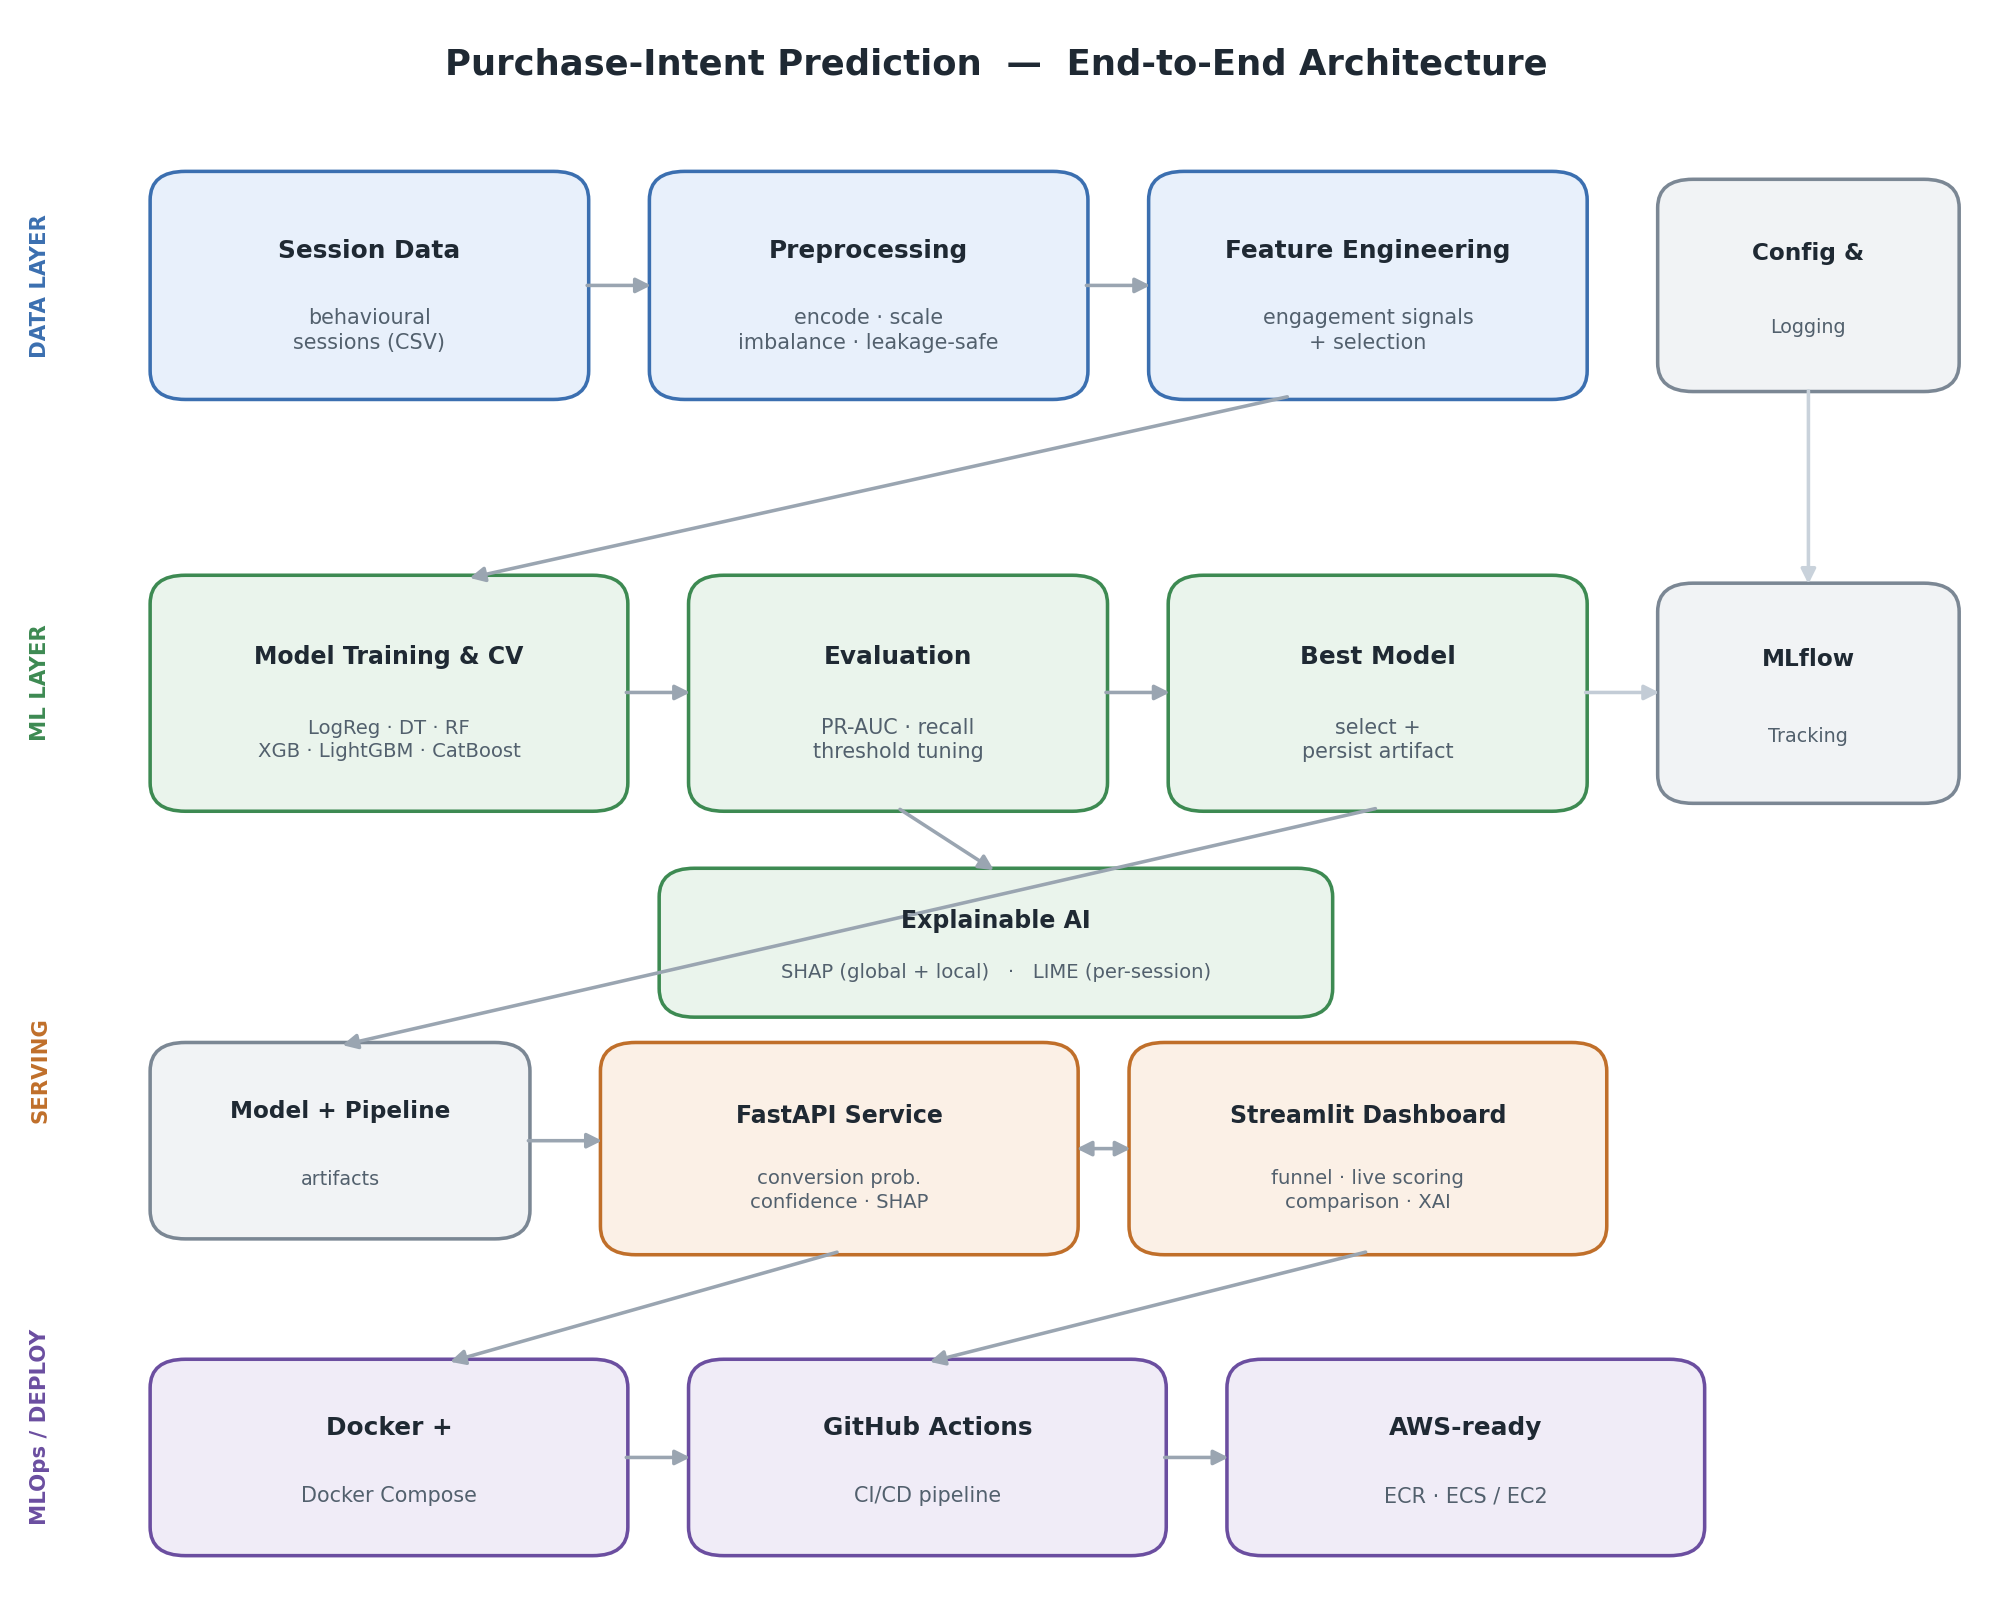 Purchase-Intent Prediction — End-to-End Architecture
DATA LAYER
Session Data
behavioural
sessions (CSV)
Preprocessing
encode · scale
imbalance · leakage-safe
Feature Engineering
engagement signals
+ selection
Config &
Logging
ML LAYER
Model Training & CV
LogReg · DT · RF
XGB · LightGBM · CatBoost
Evaluation
PR-AUC · recall
threshold tuning
Best Model
select +
persist artifact
MLflow
Tracking
Explainable AI
SHAP (global + local) · LIME (per-session)
SERVING
Model + Pipeline
artifacts
FastAPI Service
conversion prob.
confidence · SHAP
Streamlit Dashboard
funnel · live scoring
comparison · XAI
MLOps / DEPLOY
Docker +
Docker Compose
GitHub Actions
CI/CD pipeline
AWS-ready
ECR · ECS / EC2